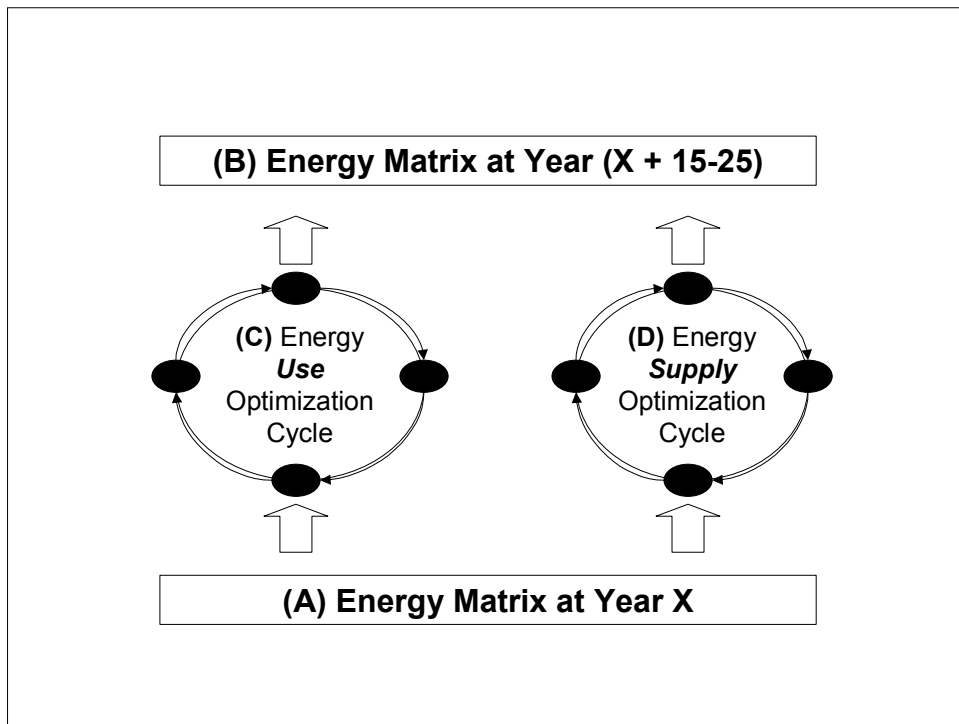 (B) Energy Matrix at Year (X + 15-25)
(C) Energy
Use
Optimization
Cycle
(D) Energy
Supply
Optimization
Cycle
(A) Energy Matrix at Year X